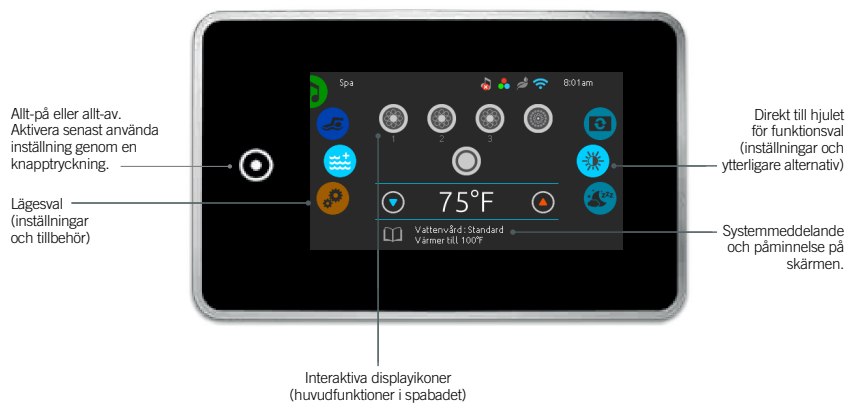 Allt-på eller allt-av.
Aktivera senast använda
inställning genom en
knapptryckning.
Lägesval
(inställningar
och tillbehör)
Spa
8:01am
1 2 3
75°F
Vattenvård: Standard
Värmer till 100°F
Direkt till hjulet
för funktionsval
(inställningar och
ytterligare alternativ)
Systemmeddelande
och påminnelse på
skärmen.
Interaktiva displayikoner
(huvudfunktioner i spabadet)